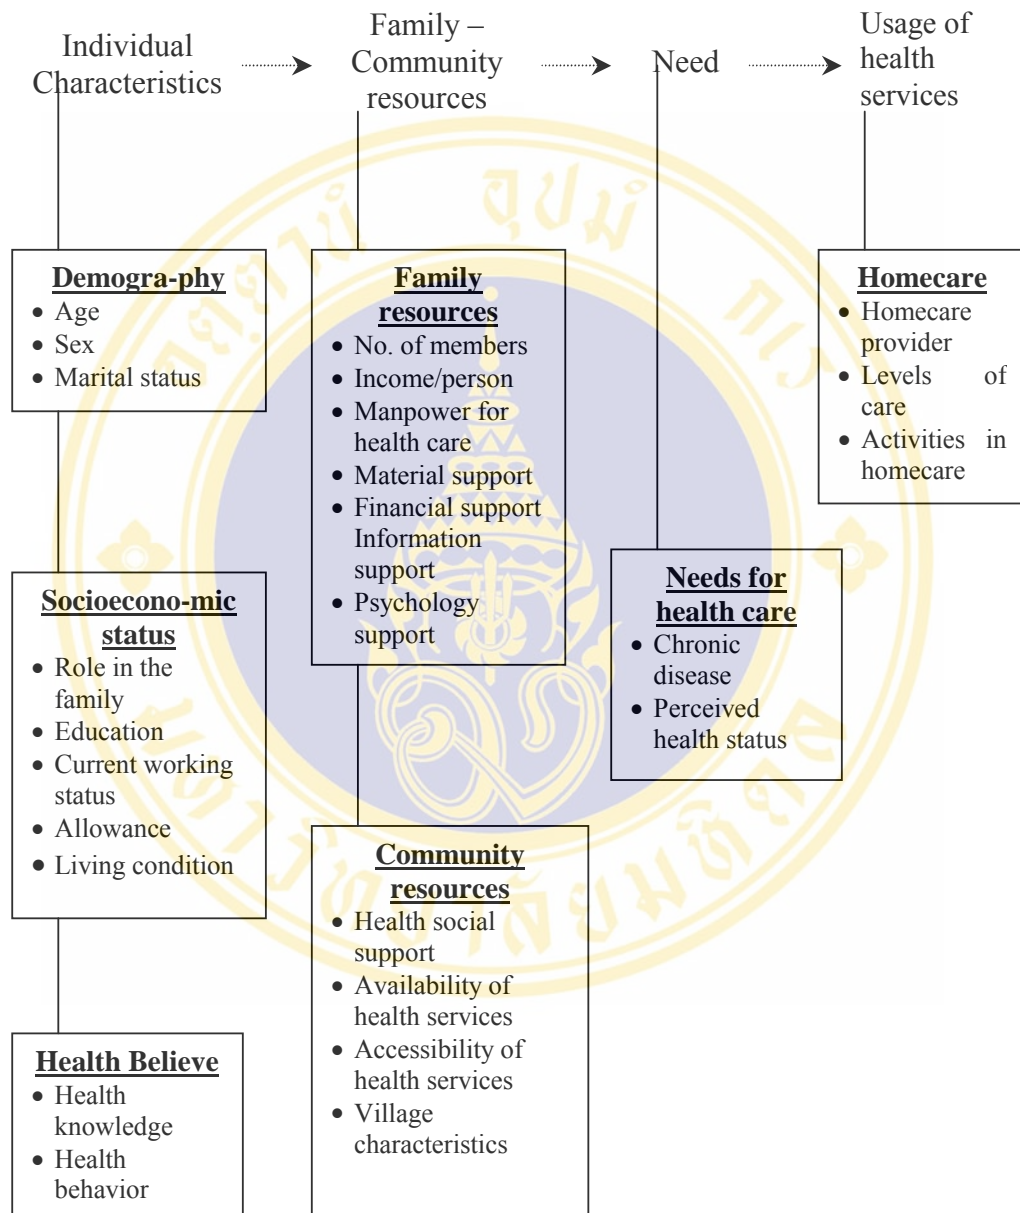 Individual
Characteristics
Family –
Community
resources
Need
Usage of
health
services
Demogra-phy
• Age
• Sex
• Marital status
Socioecono-mic
status
• Role in the
family
• Education
• Current working
status
• Allowance
• Living condition
Health Believe
• Health
knowledge
• Health
behavior
Family
resources
• No. of members
• Income/person
• Manpower for
health care
• Material support
• Financial support
Information
support
• Psychology
support
Community
resources
• Health social
support
• Availability of
health services
• Accessibility of
health services
• Village
characteristics
Needs for
health care
• Chronic
disease
• Perceived
health status
Homecare
• Homecare
provider
• Levels of
care
• Activities in
homecare